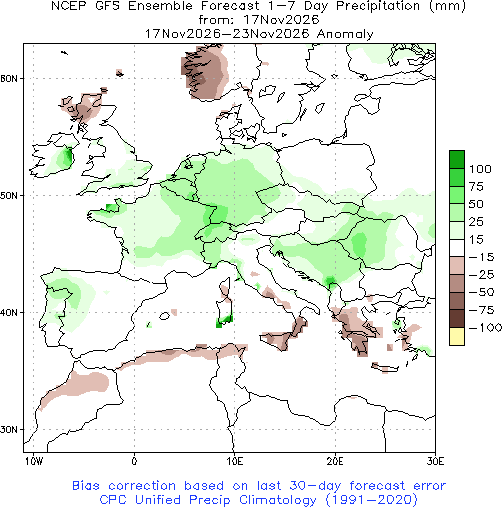 NCEP GFS Ensemble Forecast 1-7 Day Precipitation (mm)
from: 17Nov2026
17Nov2026-23Nov2026 Anomaly
60N
50N
40N
30N
10W 0 10E 20E 30E
100
75
50
25
15
-15
-25
-50
-75
-100
Bias correction based on last 30-day forecast error
CPC Unified Precip Climatology (1991-2020)